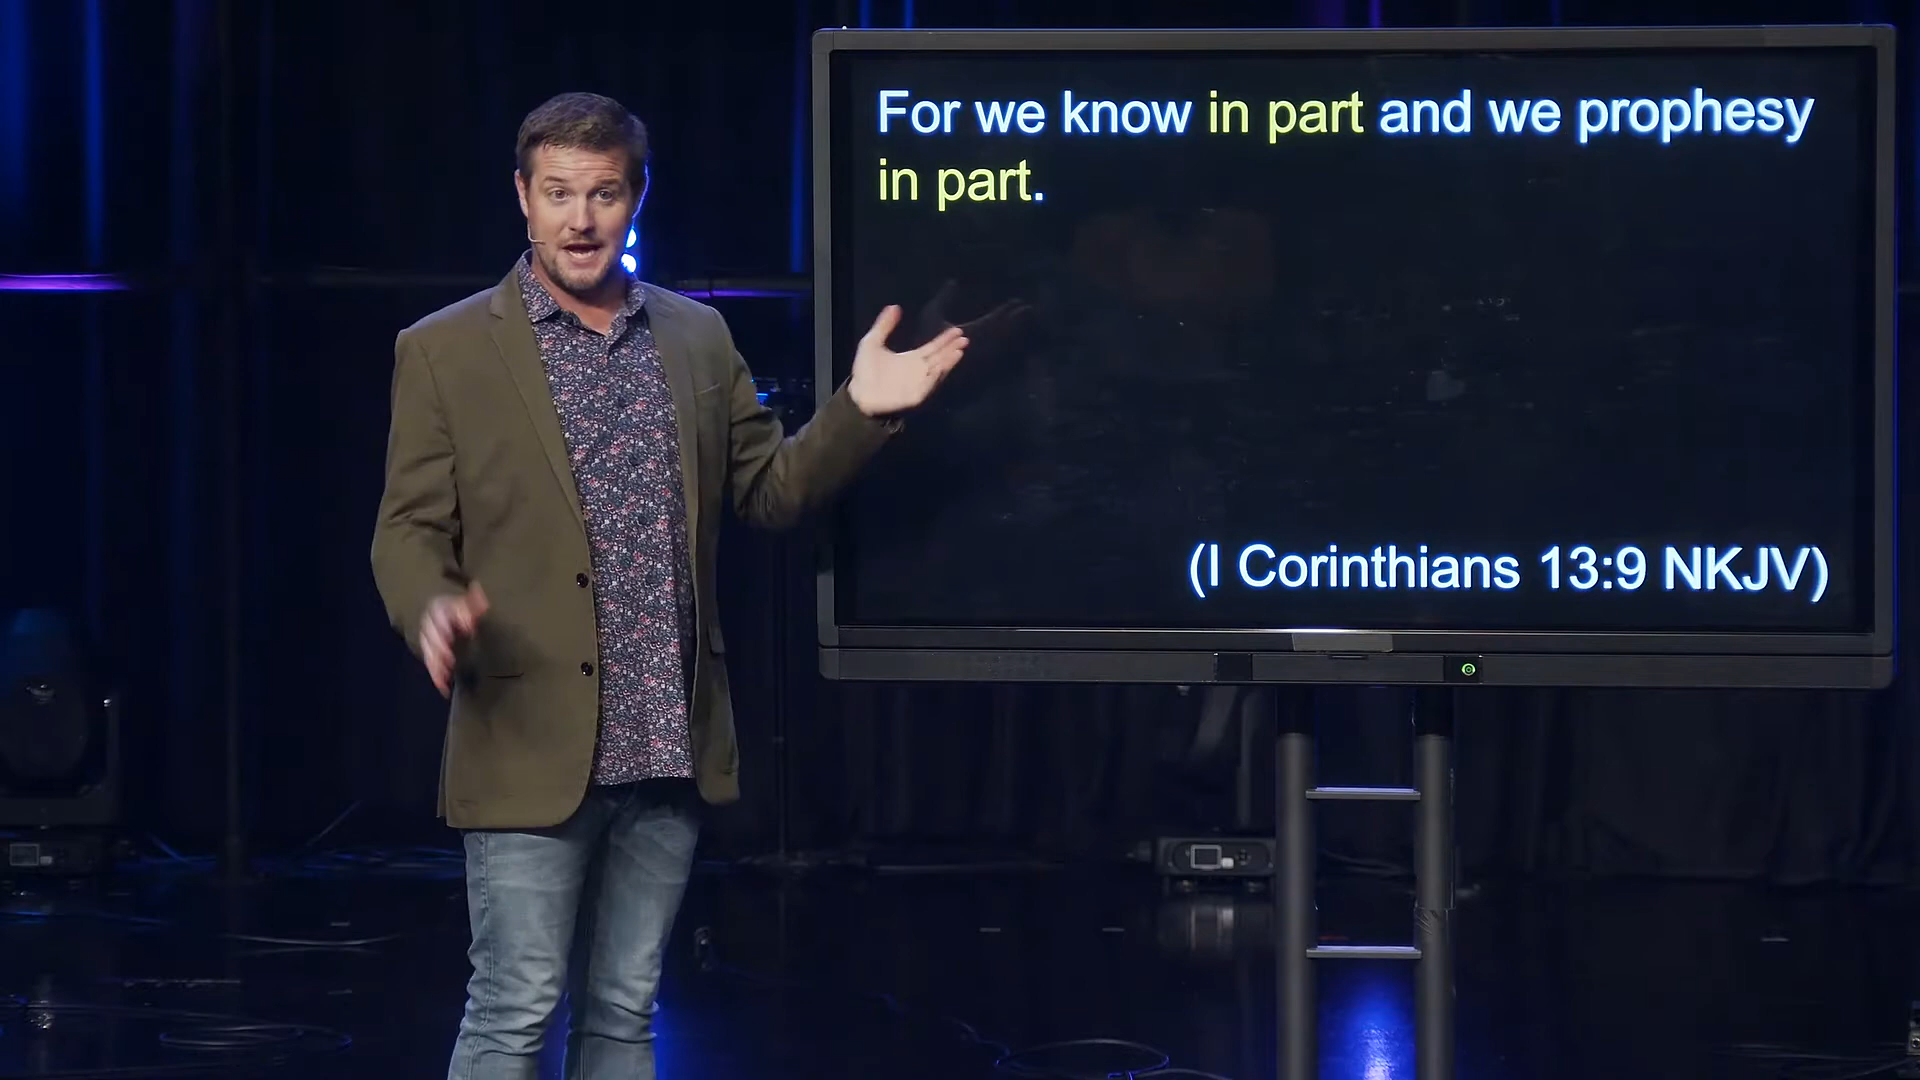 For we know in part and we prophesy
in part.
(I Corinthians 13:9 NKJV)